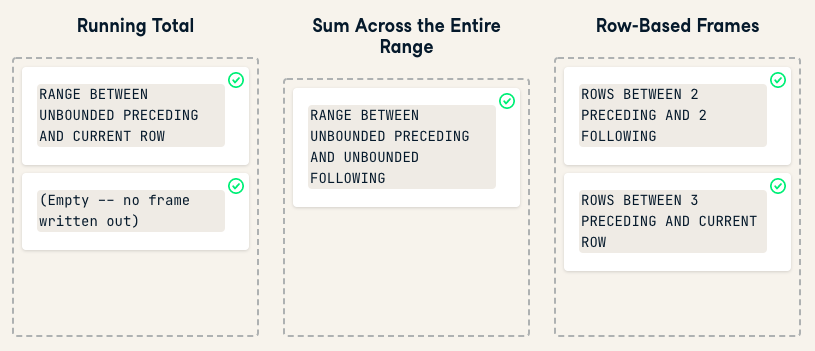 Running Total
RANGE BETWEEN
UNBOUNDED PRECEDING
AND CURRENT ROW
(Empty -- no frame
written out)
Sum Across the Entire
Range
RANGE BETWEEN
UNBOUNDED PRECEDING
AND UNBOUNDED
FOLLOWING
Row-Based Frames
ROWS BETWEEN 2
PRECEDING AND 2
FOLLOWING
ROWS BETWEEN 3
PRECEDING AND CURRENT
ROW